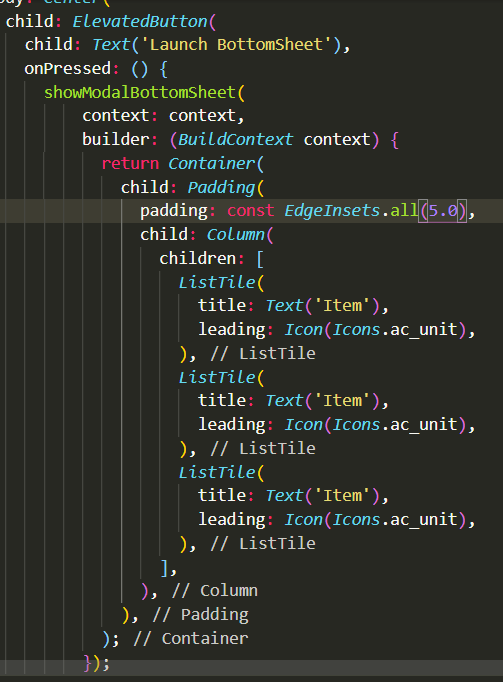 body: Center(
child: ElevatedButton(
child: Text('Launch BottomSheet'),
onPressed: () {
showModalBottomSheet(
context: context,
builder: (BuildContext context) {
return Container(
child: Padding(
padding: const EdgeInsets.all(5.0),
child: Column(
children: [
ListTile(
title: Text('Item'),
leading: Icon(Icons.ac_unit),
), // ListTile
ListTile(
title: Text('Item'),
leading: Icon(Icons.ac_unit),
), // ListTile
ListTile(
title: Text('Item'),
leading: Icon(Icons.ac_unit),
), // ListTile
],
), // Column
), // Padding
); // Container
});